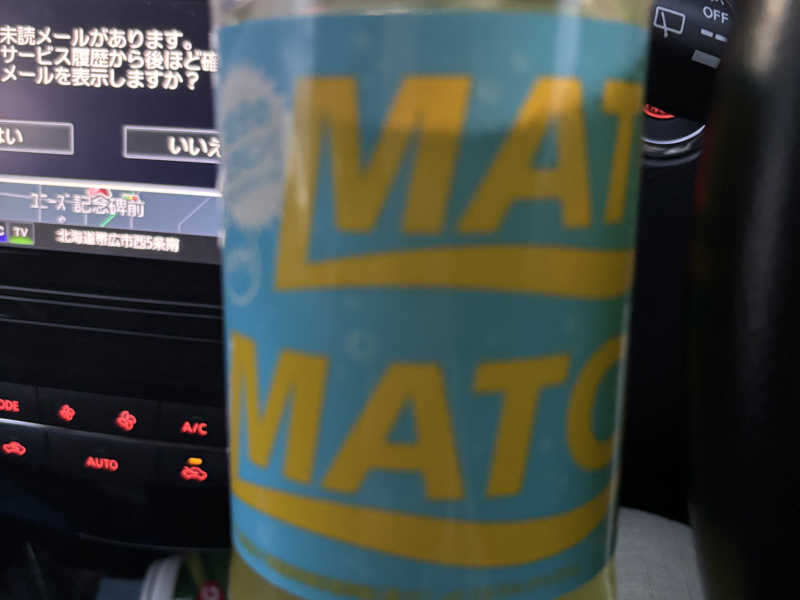 未読メールがあります。
サービス履歴から後ほど確
メールを表示しますか?
はい
いいえ
記念碑前
TV
北海道帯広市西5条南
MAT
MATC
OFF
ODE
A/C
AUTO